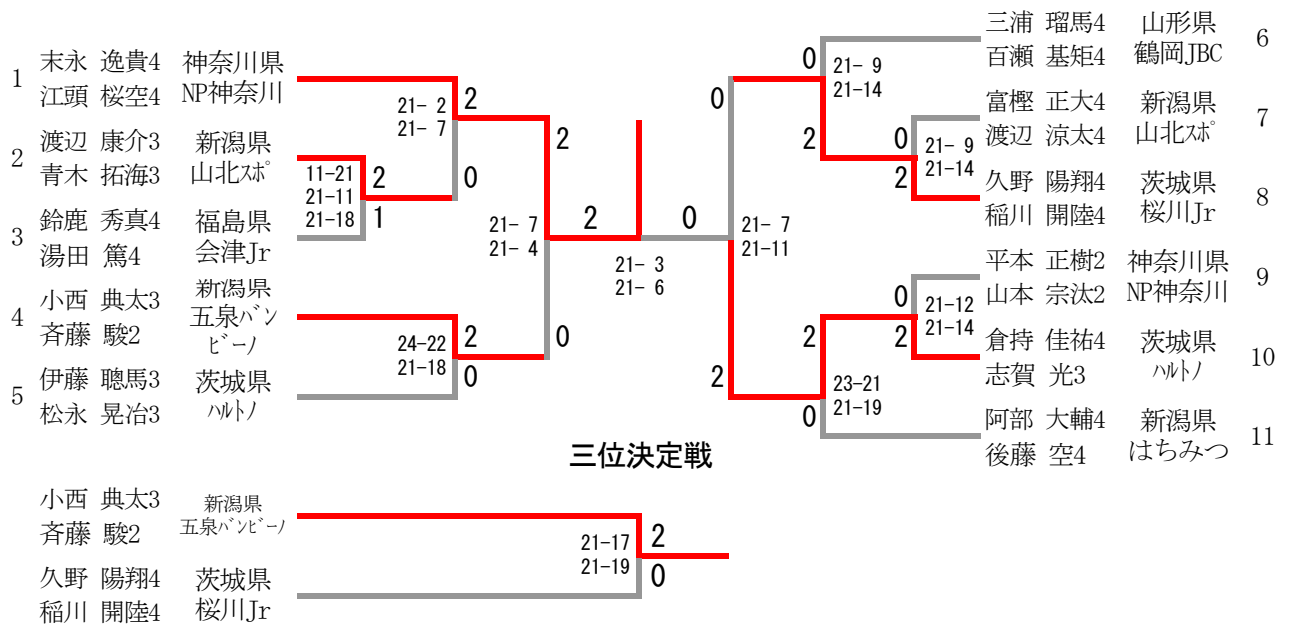 1
末永 逸貴4 神奈川県
江頭 桜空4 NP神奈川
2
渡辺 康介3 新潟県
青木 拓海3 山北スポ
3
鈴鹿 秀真4 福島県
湯田 篤4 会津Jr
4
小西 典太3 新潟県
斉藤 駿2 五泉バン
ビーノ
5
伊藤 聰馬3 茨城県
松永 晃冶3 ハルトノ
21- 2
21- 7
2
0
11-21
21-11
21-18
2
1
24-22
21-18
2
0
21- 7
21- 4
2
0
2
0
21- 3
21- 6
0
2
21- 7
21-11
0
2
21- 9
21-14
0
2
21- 9
21-14
0
2
21-12
21-14
2
0
23-21
21-19
三浦 瑠馬4 山形県
百瀬 基矩4 鶴岡JBC
6
富樫 正大4 新潟県
渡辺 涼太4 山北スポ
7
久野 陽翔4 茨城県
稲川 開陸4 桜川Jr
8
平本 正樹2 神奈川県
山本 宗汰2 NP神奈川
9
倉持 佳祐4 茨城県
志賀 光3 ハルトノ
10
阿部 大輔4 新潟県
後藤 空4 はちみつ
11
三位決定戦
小西 典太3 新潟県
斉藤 駿2 五泉バンビーノ
久野 陽翔4 茨城県
稲川 開陸4 桜川Jr
21-17
21-19
2
0